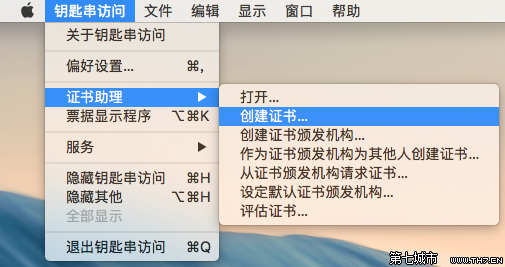 钥匙串访问 文件 编辑 显示 窗口 帮助
关于钥匙串访问
偏好设置... ⌘,
证书助理 ▶
票据显示程序 ⌥⌘K
服务 ▶
隐藏钥匙串访问 ⌘H
隐藏其他 ⌥⌘H
全部显示
退出钥匙串访问 ⌘Q
打开...
创建证书...
创建证书颁发机构...
作为证书颁发机构为其他人创建证书...
从证书颁发机构请求证书...
设定默认证书颁发机构...
评估证书...
第七城市 WWW.TH7.CN